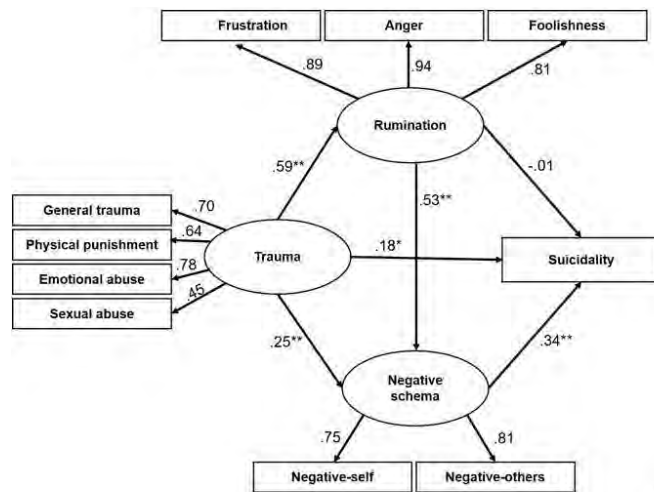 Frustration
Anger
Foolishness
.89
.94
.81
Rumination
.59**
-.01
.53**
General trauma
.70
Physical punishment
.64
Trauma
.18*
Suicidality
Emotional abuse
.78
Sexual abuse
.45
.25**
.34**
Negative
schema
.75
.81
Negative-self
Negative-others